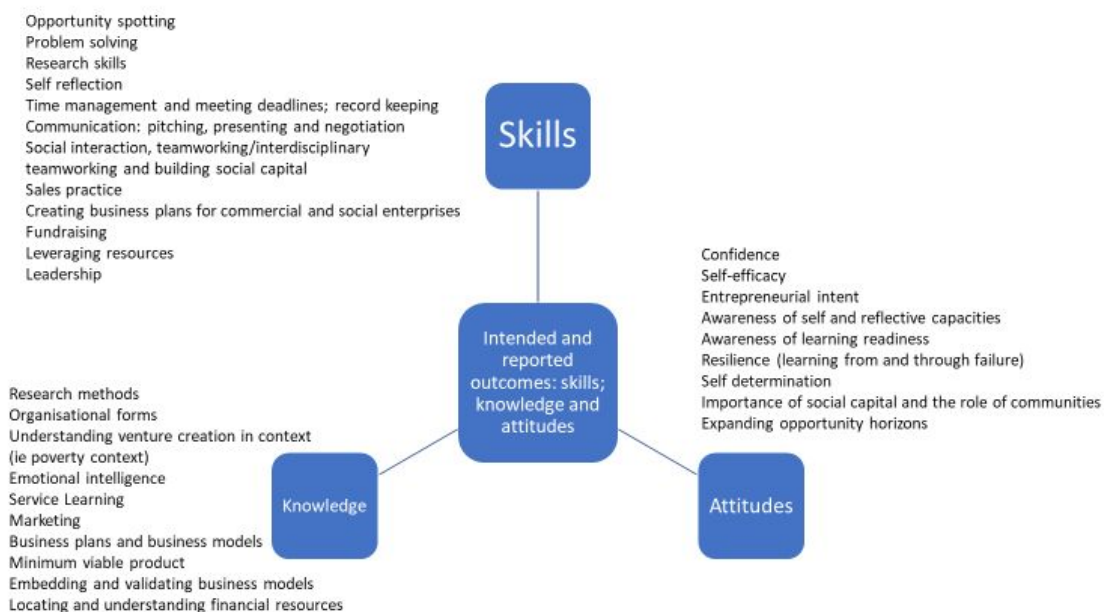 Opportunity spotting
Problem solving
Research skills
Self reflection
Time management and meeting deadlines; record keeping
Communication: pitching, presenting and negotiation
Social interaction, teamworking/interdisciplinary
teamworking and building social capital
Sales practice
Creating business plans for commercial and social enterprises
Fundraising
Leveraging resources
Leadership
Skills
Intended and
reported
outcomes: skills;
knowledge and
attitudes
Confidence
Self-efficacy
Entrepreneurial intent
Awareness of self and reflective capacities
Awareness of learning readiness
Resilience (learning from and through failure)
Self determination
Importance of social capital and the role of communities
Expanding opportunity horizons
Attitudes
Research methods
Organisational forms
Understanding venture creation in context
(ie poverty context)
Emotional intelligence
Service Learning
Marketing
Business plans and business models
Minimum viable product
Embedding and validating business models
Locating and understanding financial resources
Knowledge